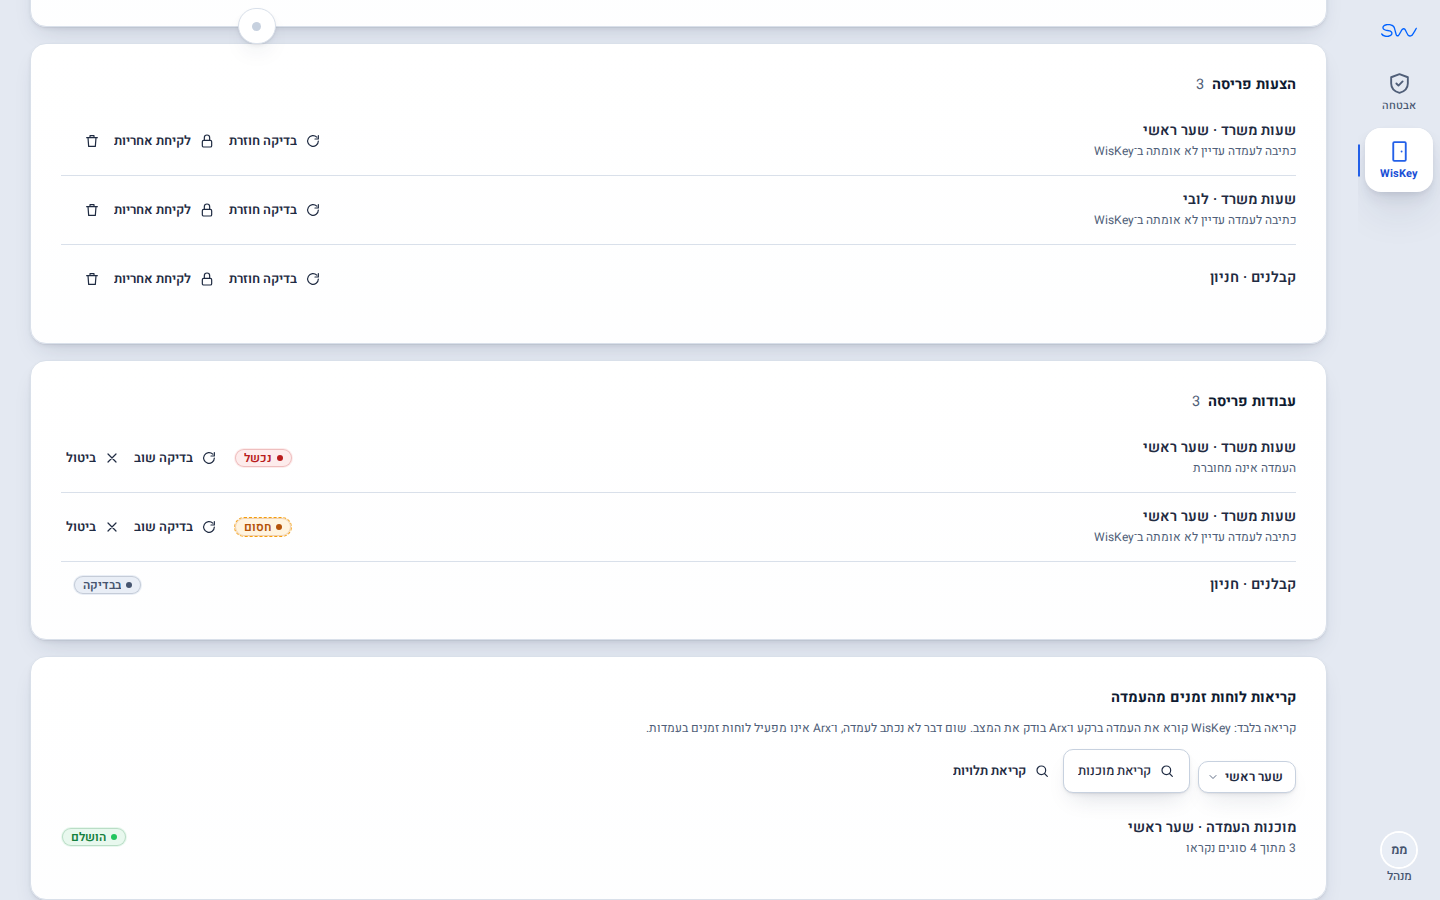 SW
אבטחה
WisKey
הצעות פריסה 3
שעות משרד · שער ראשי
כתיבה לעמדה עדיין לא אומתה ב־WisKey
בדיקה חוזרת לקיחת אחריות
שעות משרד · לובי
כתיבה לעמדה עדיין לא אומתה ב־WisKey
בדיקה חוזרת לקיחת אחריות
קבלנים · חניון
בדיקה חוזרת לקיחת אחריות
עבודות פריסה 3
שעות משרד · שער ראשי
העמדה אינה מחוברת
נכשל בדיקה שוב ביטול
שעות משרד · שער ראשי
כתיבה לעמדה עדיין לא אומתה ב־WisKey
חסום בדיקה שוב ביטול
קבלנים · חניון
בבדיקה
קריאות לוחות זמנים מהעמדה
קריאה בלבד: WisKey קורא את העמדה ברקע ו־Arx בודק את המצב. שום דבר לא נכתב לעמדה, ו־Arx אינו מפעיל לוחות זמנים בעמדות.
שער ראשי קריאת מוכנות קריאת תלויות
מוכנות העמדה · שער ראשי
3 מתוך 4 סוגים נקראו
הושלם
ממ
מנהל